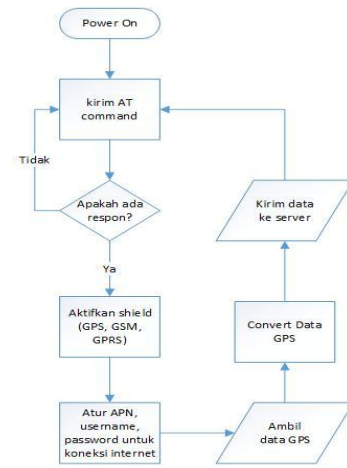 Power On
kirim AT
command
Tidak
Apakah ada
respon?
Ya
Aktifkan shield
(GPS, GSM,
GPRS)
Atur APN,
username,
password untuk
koneksi internet
Ambil
data GPS
Convert Data
GPS
Kirim data
ke server